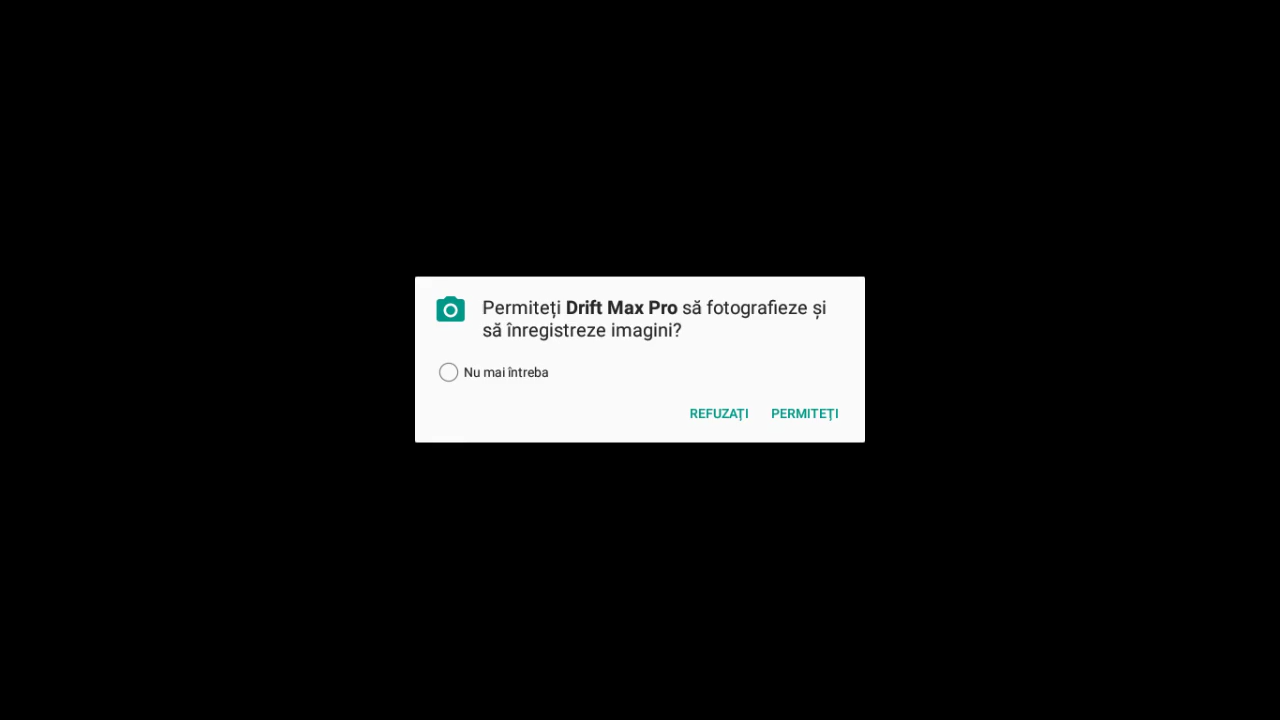 Permiteți Drift Max Pro să fotografieze și
să înregistreze imagini?
Nu mai întreba
REFUZAȚI PERMITEȚI